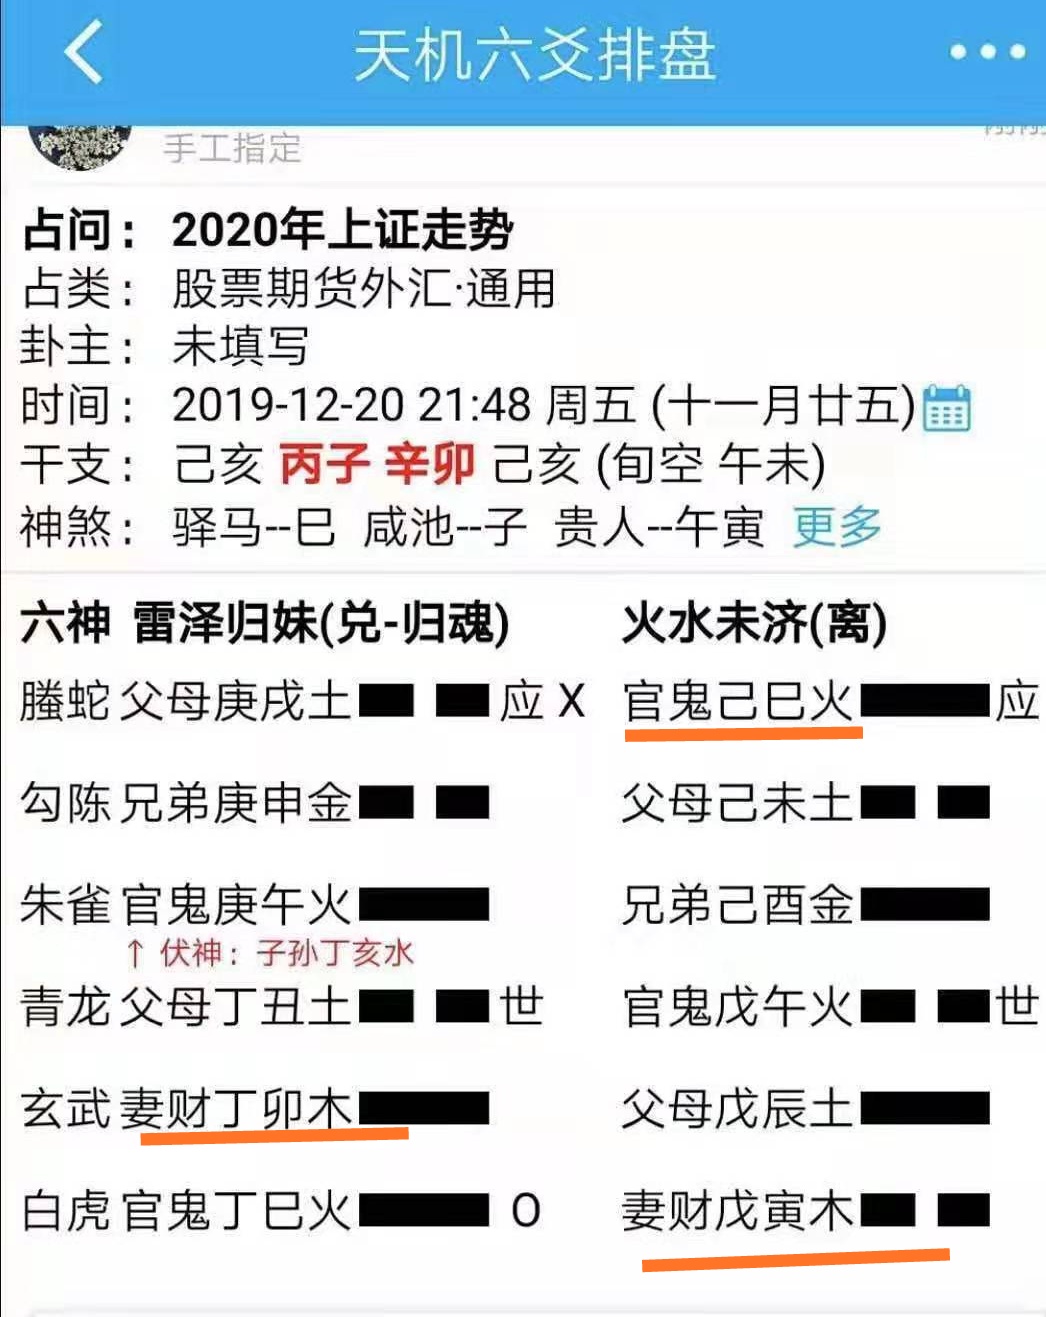 天机六爻排盘
手工指定
占问： 2020年上证走势
占类： 股票期货外汇·通用
卦主： 未填写
时间： 2019-12-20 21:48 周五 (十一月廿五)
干支： 己亥 丙子 辛卯 己亥 (旬空 午未)
神煞： 驿马--巳 咸池--子 贵人--午寅 更多
六神 雷泽归妹(兑-归魂) 火水未济(离)
螣蛇 父母庚戌土 应 X 官鬼己巳火 应
勾陈 兄弟庚申金 父母己未土
朱雀 官鬼庚午火 兄弟己酉金
↑ 伏神：子孙丁亥水
青龙 父母丁丑土 世 官鬼戊午火 世
玄武 妻财丁卯木 父母戊辰土
白虎 官鬼丁巳火 O 妻财戊寅木